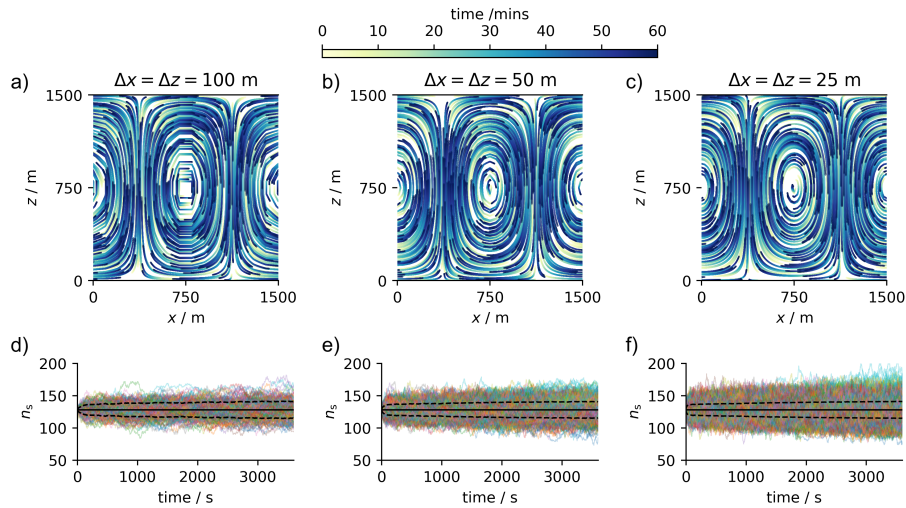 time /mins
0 10 20 30 40 50 60
a) Δx = Δz = 100 m b) Δx = Δz = 50 m c) Δx = Δz = 25 m
1500 1500 1500
z / m z / m z / m
750 750 750
0 0 0
0 750 1500 0 750 1500 0 750 1500
x / m x / m x / m
d) e) f)
200 200 200
150 150 150
nₛ nₛ nₛ
100 100 100
50 50 50
0 1000 2000 3000 0 1000 2000 3000 0 1000 2000 3000
time / s time / s time / s